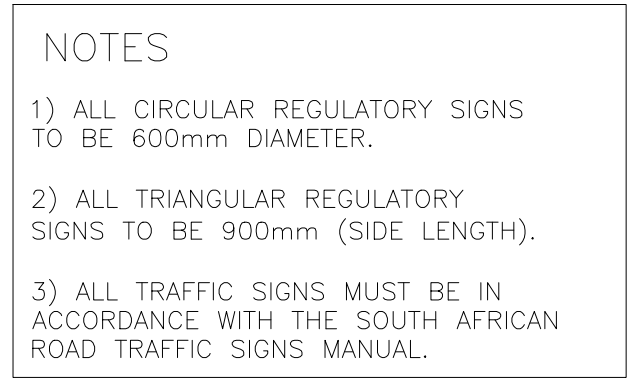 NOTES
1) ALL CIRCULAR REGULATORY SIGNS
TO BE 600mm DIAMETER.
2) ALL TRIANGULAR REGULATORY
SIGNS TO BE 900mm (SIDE LENGTH).
3) ALL TRAFFIC SIGNS MUST BE IN
ACCORDANCE WITH THE SOUTH AFRICAN
ROAD TRAFFIC SIGNS MANUAL.